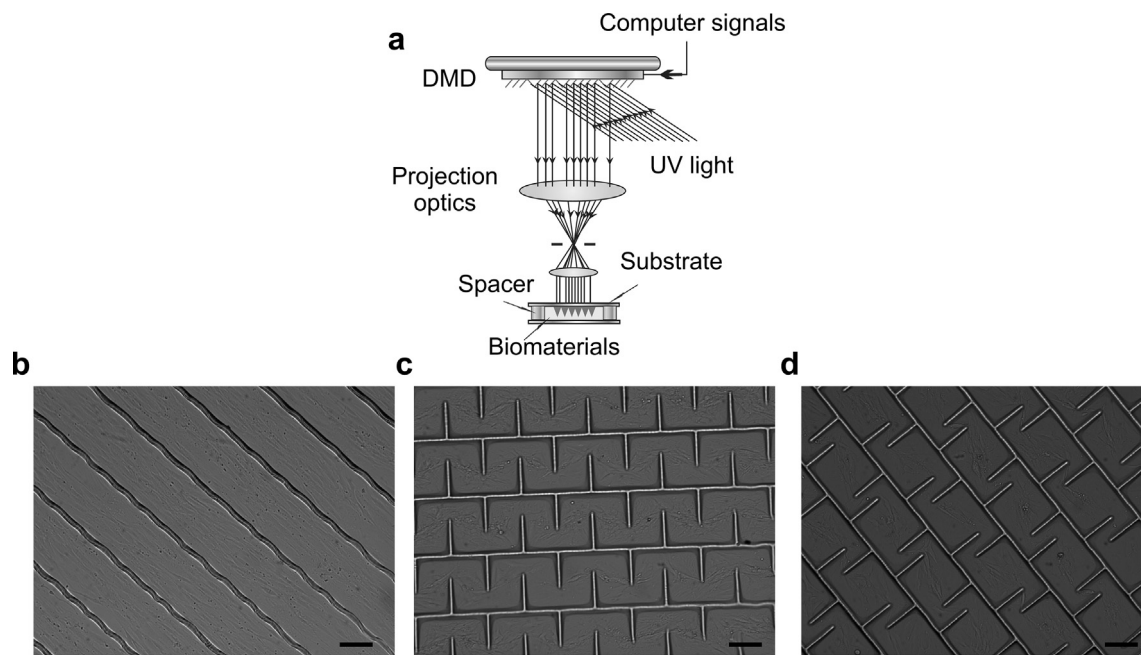 a
Computer signals
DMD
UV light
Projection
optics
Substrate
Spacer
Biomaterials
b
c
d